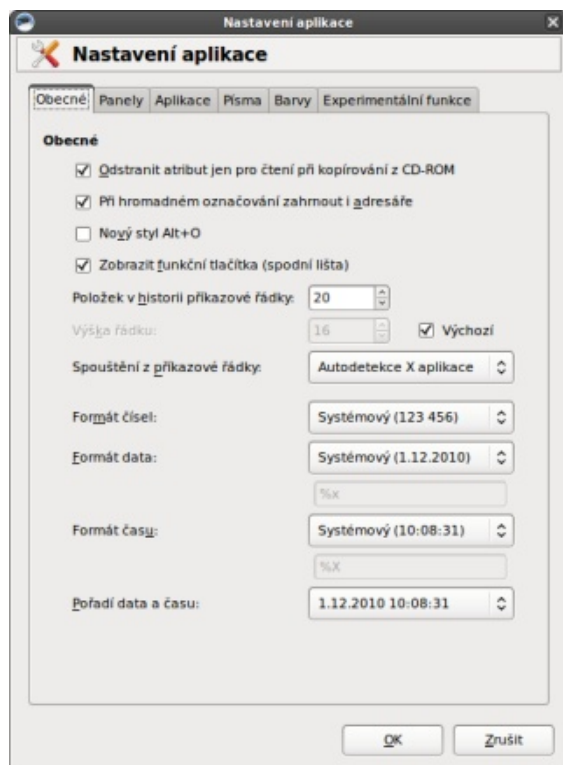 Nastavení aplikace
Nastavení aplikace
Obecné Panely Aplikace Písma Barvy Experimentální funkce
Obecné
Odstranit atribut jen pro čtení při kopírování z CD-ROM
Při hromadném označování zahrnout i adresáře
Nový styl Alt+O
Zobrazit funkční tlačítka (spodní lišta)
Položek v historii příkazové řádky: 20
Výška řádku: 16 Výchozí
Spouštění z příkazové řádky: Autodetekce X aplikace
Formát čísel: Systémový (123 456)
Formát data: Systémový (1.12.2010)
%x
Formát času: Systémový (10:08:31)
%X
Pořadí data a času: 1.12.2010 10:08:31
OK Zrušit